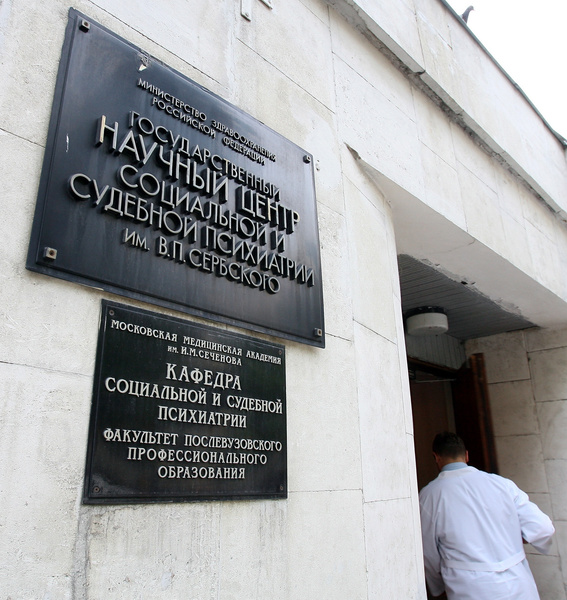 МИНИСТЕРСТВО ЗДРАВООХРАНЕНИЯ
РОССИЙСКОЙ ФЕДЕРАЦИИ
ГОСУДАРСТВЕННЫЙ
НАУЧНЫЙ ЦЕНТР
СОЦИАЛЬНОЙ И
СУДЕБНОЙ ПСИХИАТРИИ
ИМ. В.П. СЕРБСКОГО
МОСКОВСКАЯ МЕДИЦИНСКАЯ АКАДЕМИЯ
ИМ. И.М. СЕЧЕНОВА
КАФЕДРА
СОЦИАЛЬНОЙ И СУДЕБНОЙ
ПСИХИАТРИИ
ФАКУЛЬТЕТ ПОСЛЕВУЗОВСКОГО
ПРОФЕССИОНАЛЬНОГО
ОБРАЗОВАНИЯ